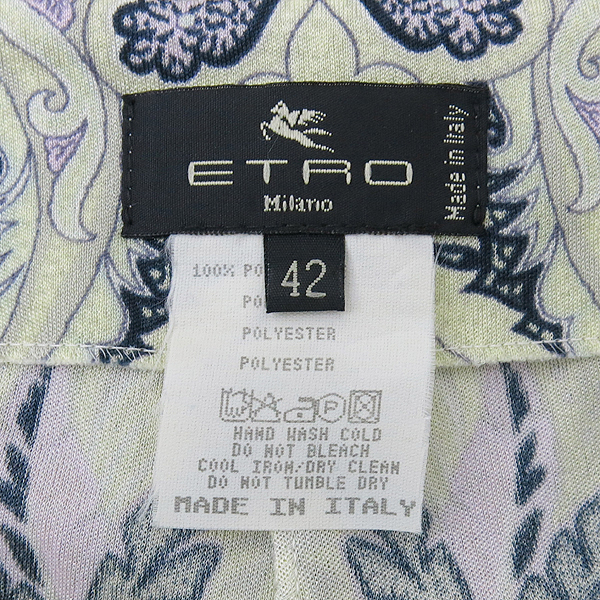 ETRO
Milano
Made in Italy
42
100% PO
PO
POLYESTER
POLYESTER
HAND WASH COLD
DO NOT BLEACH
COOL IRON/DRY CLEAN
DO NOT TUMBLE DRY
MADE IN ITALY